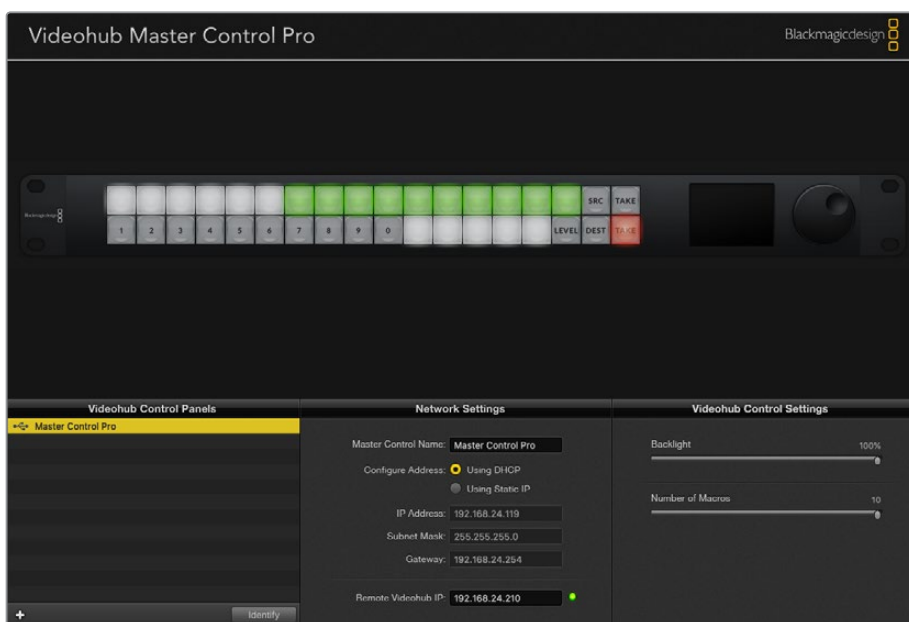 Videohub Master Control Pro
Blackmagicdesign
Blackmagicdesign
SRC TAKE
1 2 3 4 5 6 7 8 9 0 LEVEL DEST TAKE
Videohub Control Panels
Master Control Pro
+
Identify
Network Settings
Master Control Name: Master Control Pro
Configure Address: Using DHCP
Using Static IP
IP Address: 192.168.24.119
Subnet Mask: 255.255.255.0
Gateway: 192.168.24.254
Remote Videohub IP: 192.168.24.210
Videohub Control Settings
Backlight 100%
Number of Macros 10